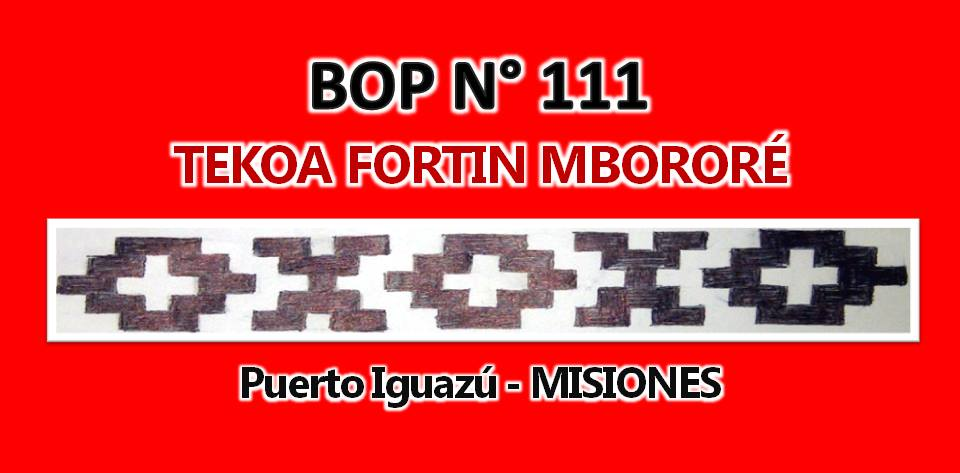 BOP N° 111
TEKOA FORTIN MBORORÉ
Puerto Iguazú - MISIONES